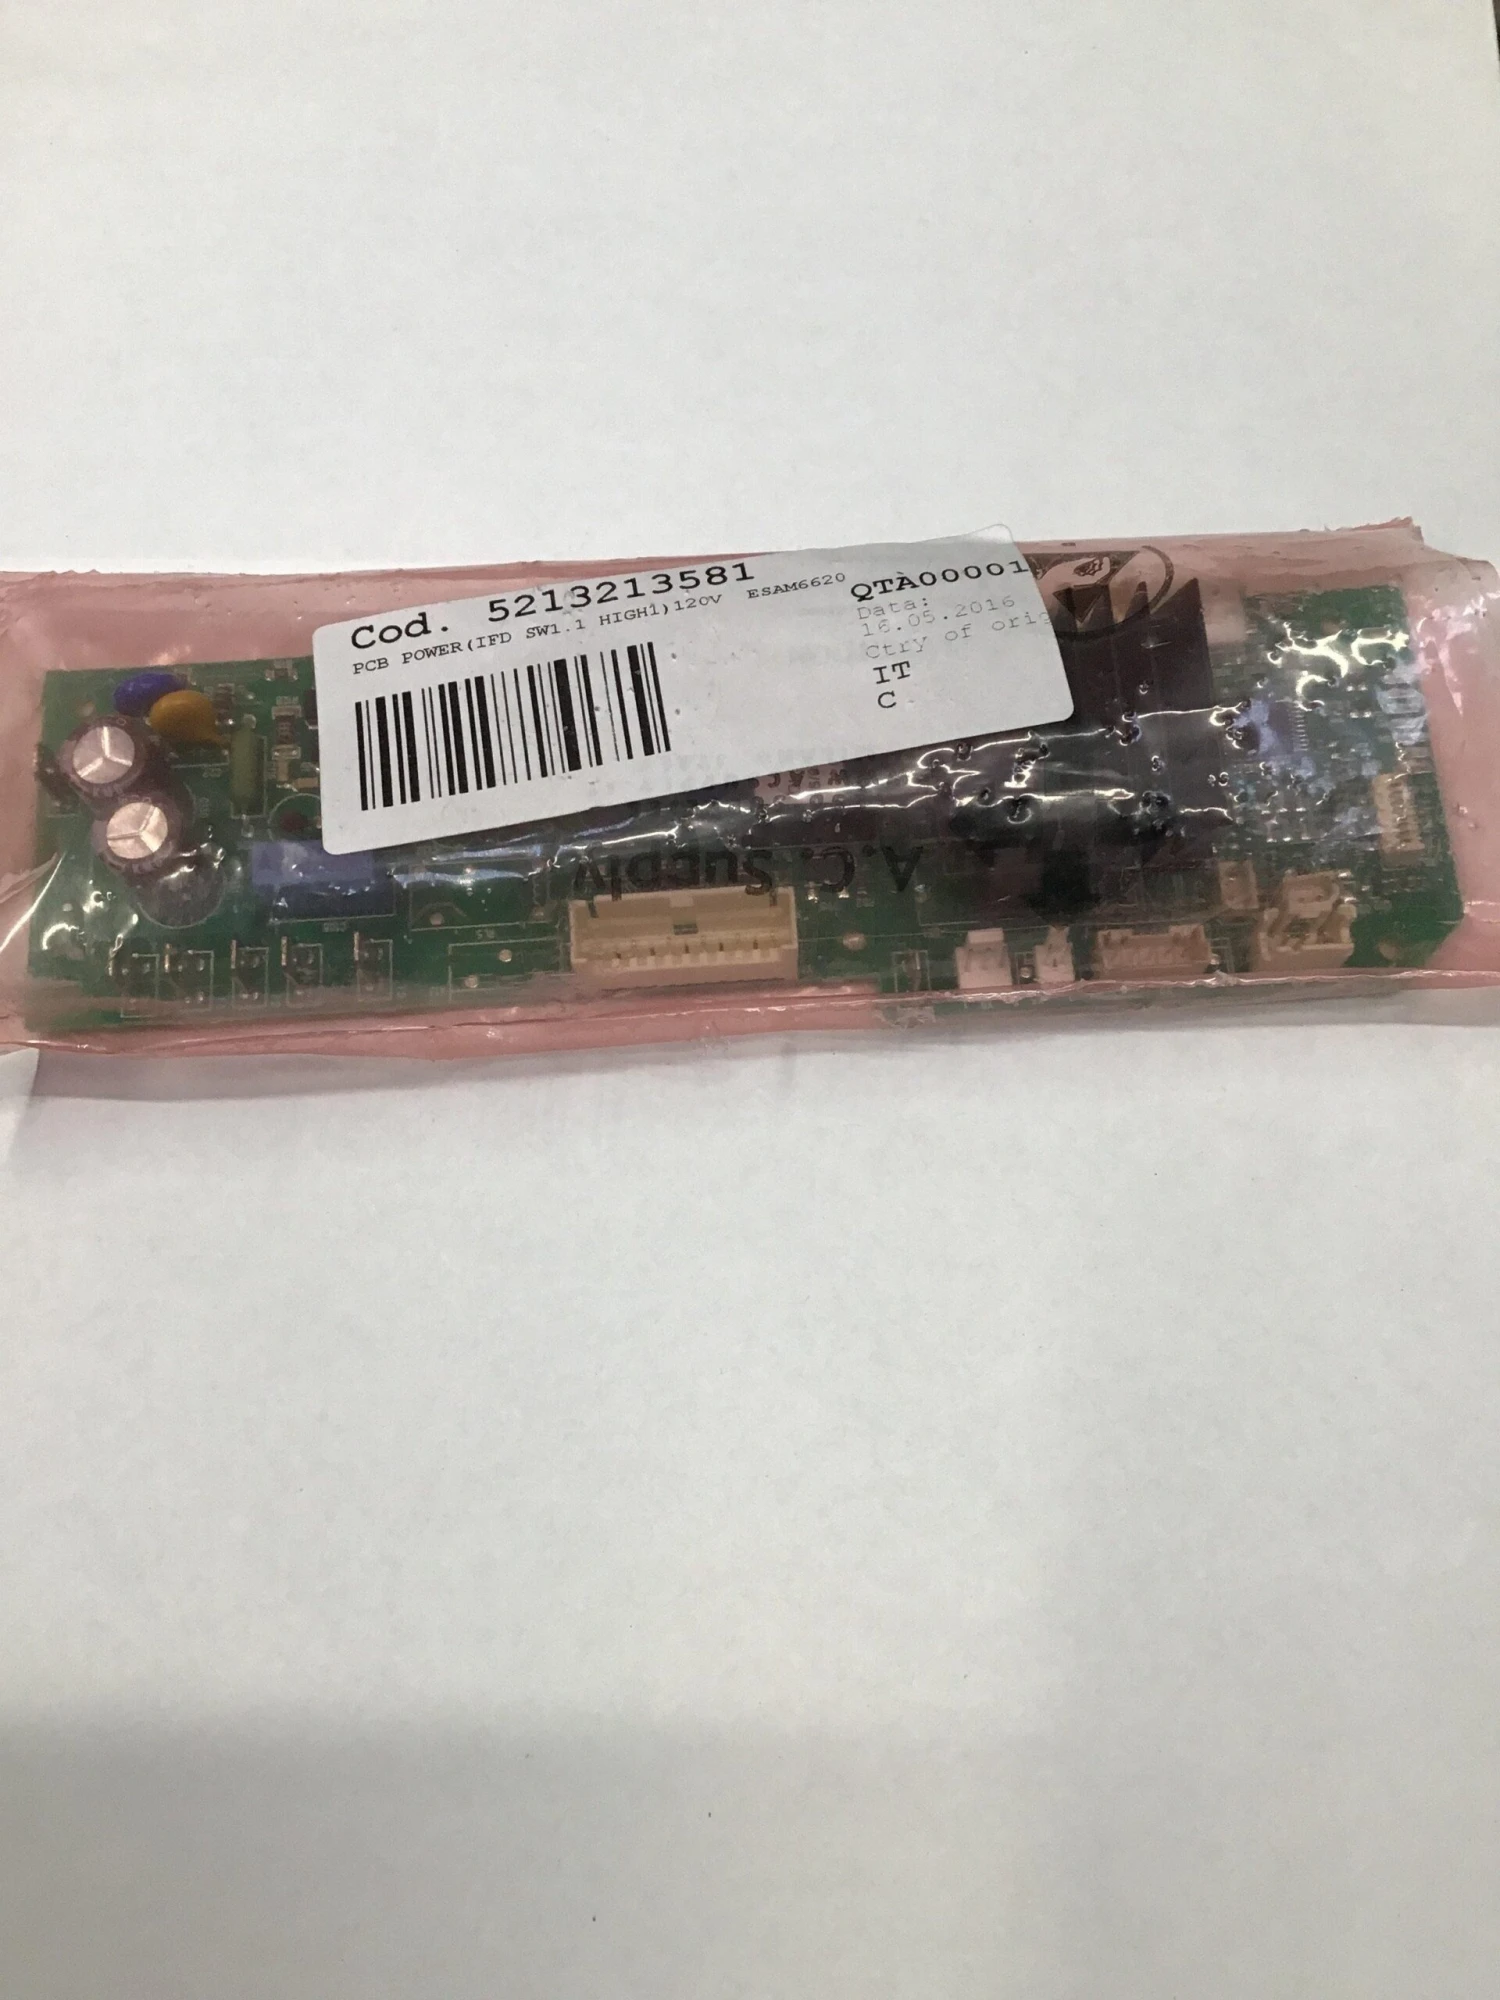 Cod. 5213213581
PCB POWER(IFD SW1.1 HIGH1)120V ESAM6620
QTÀ00001
Data:
16.05.2016
Ctry of orig
IT
C
A.C. Supply